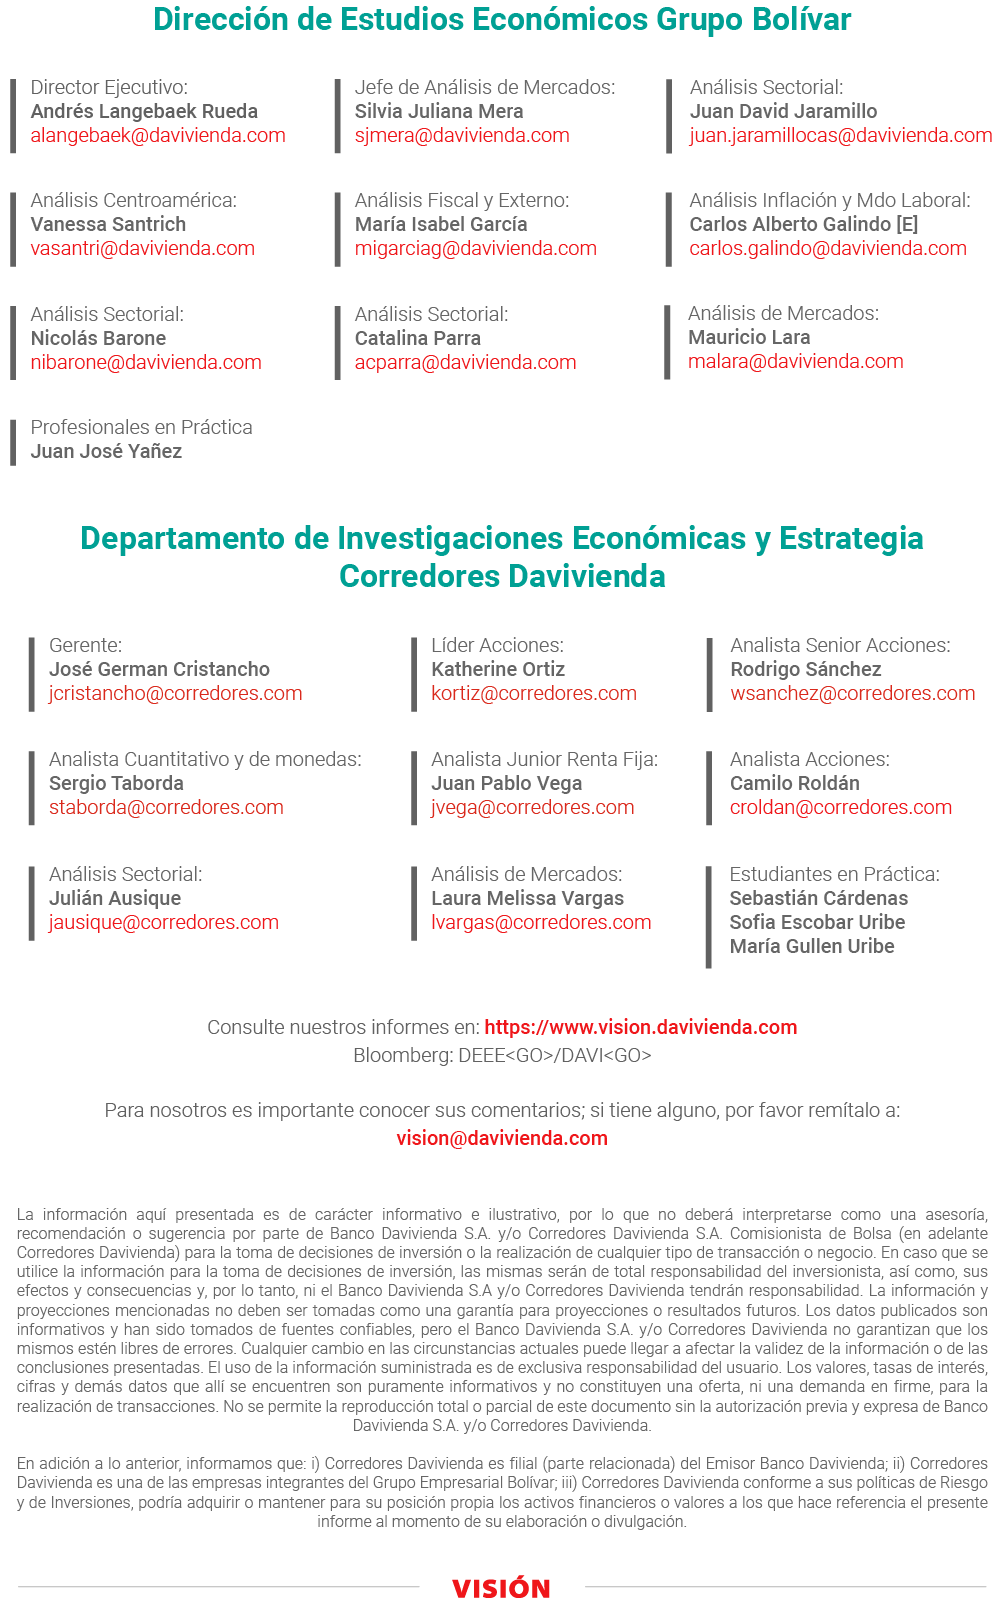 Dirección de Estudios Económicos Grupo Bolívar
Director Ejecutivo:
Andrés Langebaek Rueda
alangebaek@davivienda.com
Jefe de Análisis de Mercados:
Silvia Juliana Mera
sjmera@davivienda.com
Análisis Sectorial:
Juan David Jaramillo
juan.jaramillocas@davivienda.com
Análisis Centroamérica:
Vanessa Santrich
vasantri@davivienda.com
Análisis Fiscal y Externo:
María Isabel García
migarciag@davivienda.com
Análisis Inflación y Mdo Laboral:
Carlos Alberto Galindo [E]
carlos.galindo@davivienda.com
Análisis Sectorial:
Nicolás Barone
nibarone@davivienda.com
Análisis Sectorial:
Catalina Parra
acparra@davivienda.com
Análisis de Mercados:
Mauricio Lara
malara@davivienda.com
Profesionales en Práctica
Juan José Yañez
Departamento de Investigaciones Económicas y Estrategia
Corredores Davivienda
Gerente:
José German Cristancho
jcristancho@corredores.com
Líder Acciones:
Katherine Ortiz
kortiz@corredores.com
Analista Senior Acciones:
Rodrigo Sánchez
wsanchez@corredores.com
Analista Cuantitativo y de monedas:
Sergio Taborda
staborda@corredores.com
Analista Junior Renta Fija:
Juan Pablo Vega
jvega@corredores.com
Analista Acciones:
Camilo Roldán
croldan@corredores.com
Análisis Sectorial:
Julián Ausique
jausique@corredores.com
Análisis de Mercados:
Laura Melissa Vargas
lvargas@corredores.com
Estudiantes en Práctica:
Sebastián Cárdenas
Sofia Escobar Uribe
María Gullen Uribe
Consulte nuestros informes en: https://www.vision.davivienda.com
Bloomberg: DEEE<GO>/DAVI<GO>
Para nosotros es importante conocer sus comentarios; si tiene alguno, por favor remítalo a:
vision@davivienda.com
La información aquí presentada es de carácter informativo e ilustrativo, por lo que no deberá interpretarse como una asesoría,
recomendación o sugerencia por parte de Banco Davivienda S.A. y/o Corredores Davivienda S.A. Comisionista de Bolsa (en adelante
Corredores Davivienda) para la toma de decisiones de inversión o la realización de cualquier tipo de transacción o negocio. En caso que se
utilice la información para la toma de decisiones de inversión, las mismas serán de total responsabilidad del inversionista, así como, sus
efectos y consecuencias y, por lo tanto, ni el Banco Davivienda S.A y/o Corredores Davivienda tendrán responsabilidad. La información y
proyecciones mencionadas no deben ser tomadas como una garantía para proyecciones o resultados futuros. Los datos publicados son
informativos y han sido tomados de fuentes confiables, pero el Banco Davivienda S.A. y/o Corredores Davivienda no garantizan que los
mismos estén libres de errores. Cualquier cambio en las circunstancias actuales puede llegar a afectar la validez de la información o de las
conclusiones presentadas. El uso de la información suministrada es de exclusiva responsabilidad del usuario. Los valores, tasas de interés,
cifras y demás datos que allí se encuentren son puramente informativos y no constituyen una oferta, ni una demanda en firme, para la
realización de transacciones. No se permite la reproducción total o parcial de este documento sin la autorización previa y expresa de Banco
Davivienda S.A. y/o Corredores Davivienda.
En adición a lo anterior, informamos que: i) Corredores Davivienda es filial (parte relacionada) del Emisor Banco Davivienda; ii) Corredores
Davivienda es una de las empresas integrantes del Grupo Empresarial Bolívar; iii) Corredores Davivienda conforme a sus políticas de Riesgo
y de Inversiones, podría adquirir o mantener para su posición propia los activos financieros o valores a los que hace referencia el presente
informe al momento de su elaboración o divulgación.
VISIÓN